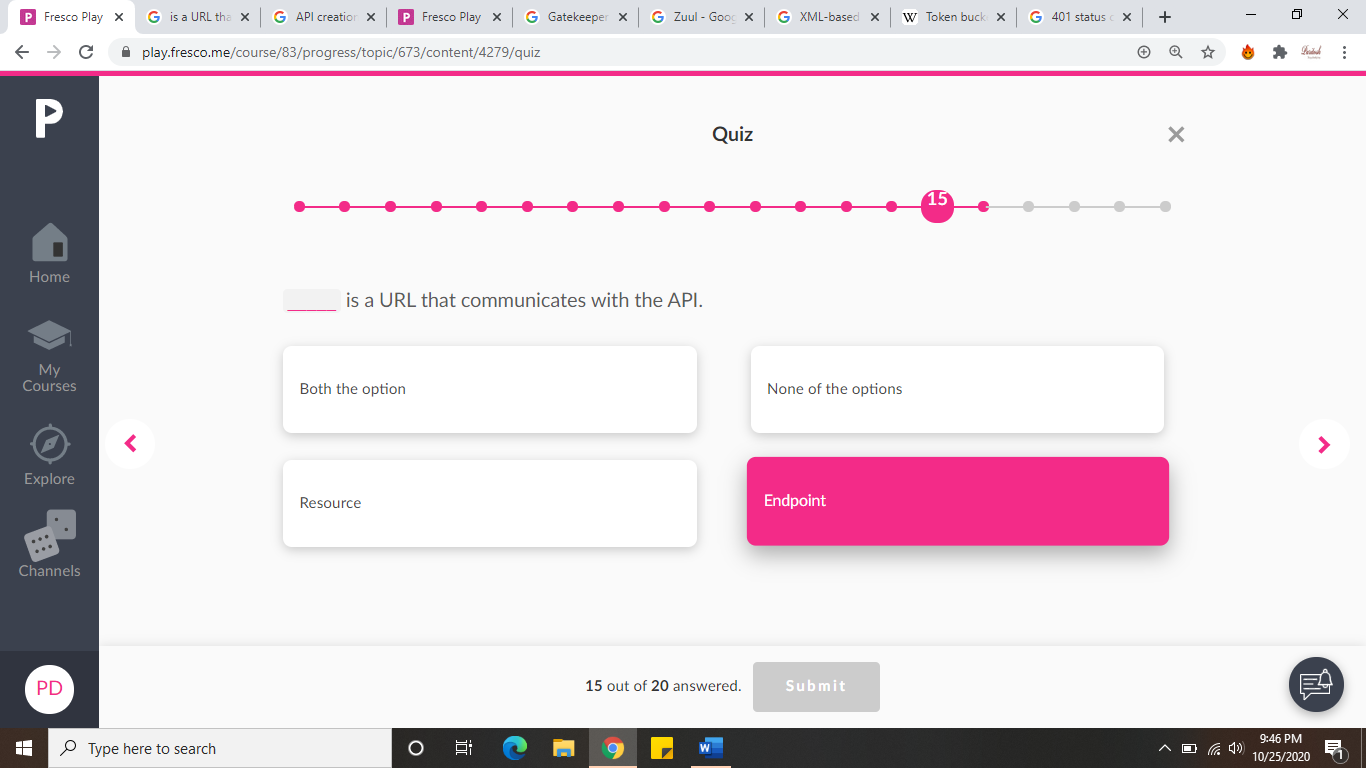 Fresco Play
is a URL tha
API creation
Fresco Play
Gatekeeper
Zuul - Goog
XML-based
Token buck
401 status c
play.fresco.me/course/83/progress/topic/673/content/4279/quiz
P
Quiz
15
_____ is a URL that communicates with the API.
Both the option
None of the options
Resource
Endpoint
Home
My
Courses
Explore
Channels
PD
15 out of 20 answered.
Submit
Type here to search
9:46 PM
10/25/2020
1